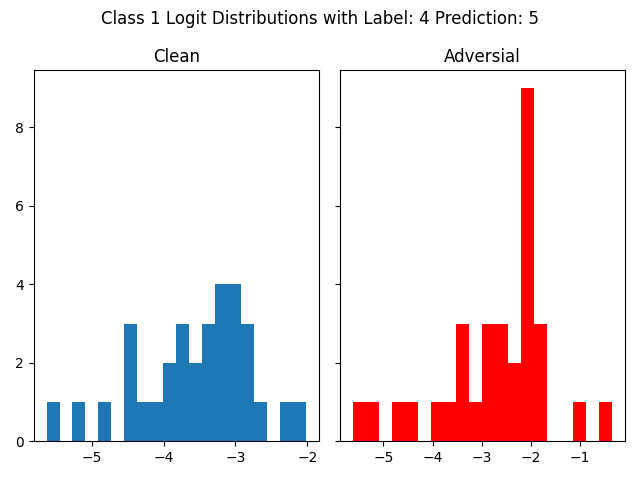 Class 1 Logit Distributions with Label: 4 Prediction: 5
Clean
Adversial
8
6
4
2
0
−5 −4 −3 −2
−5 −4 −3 −2 −1